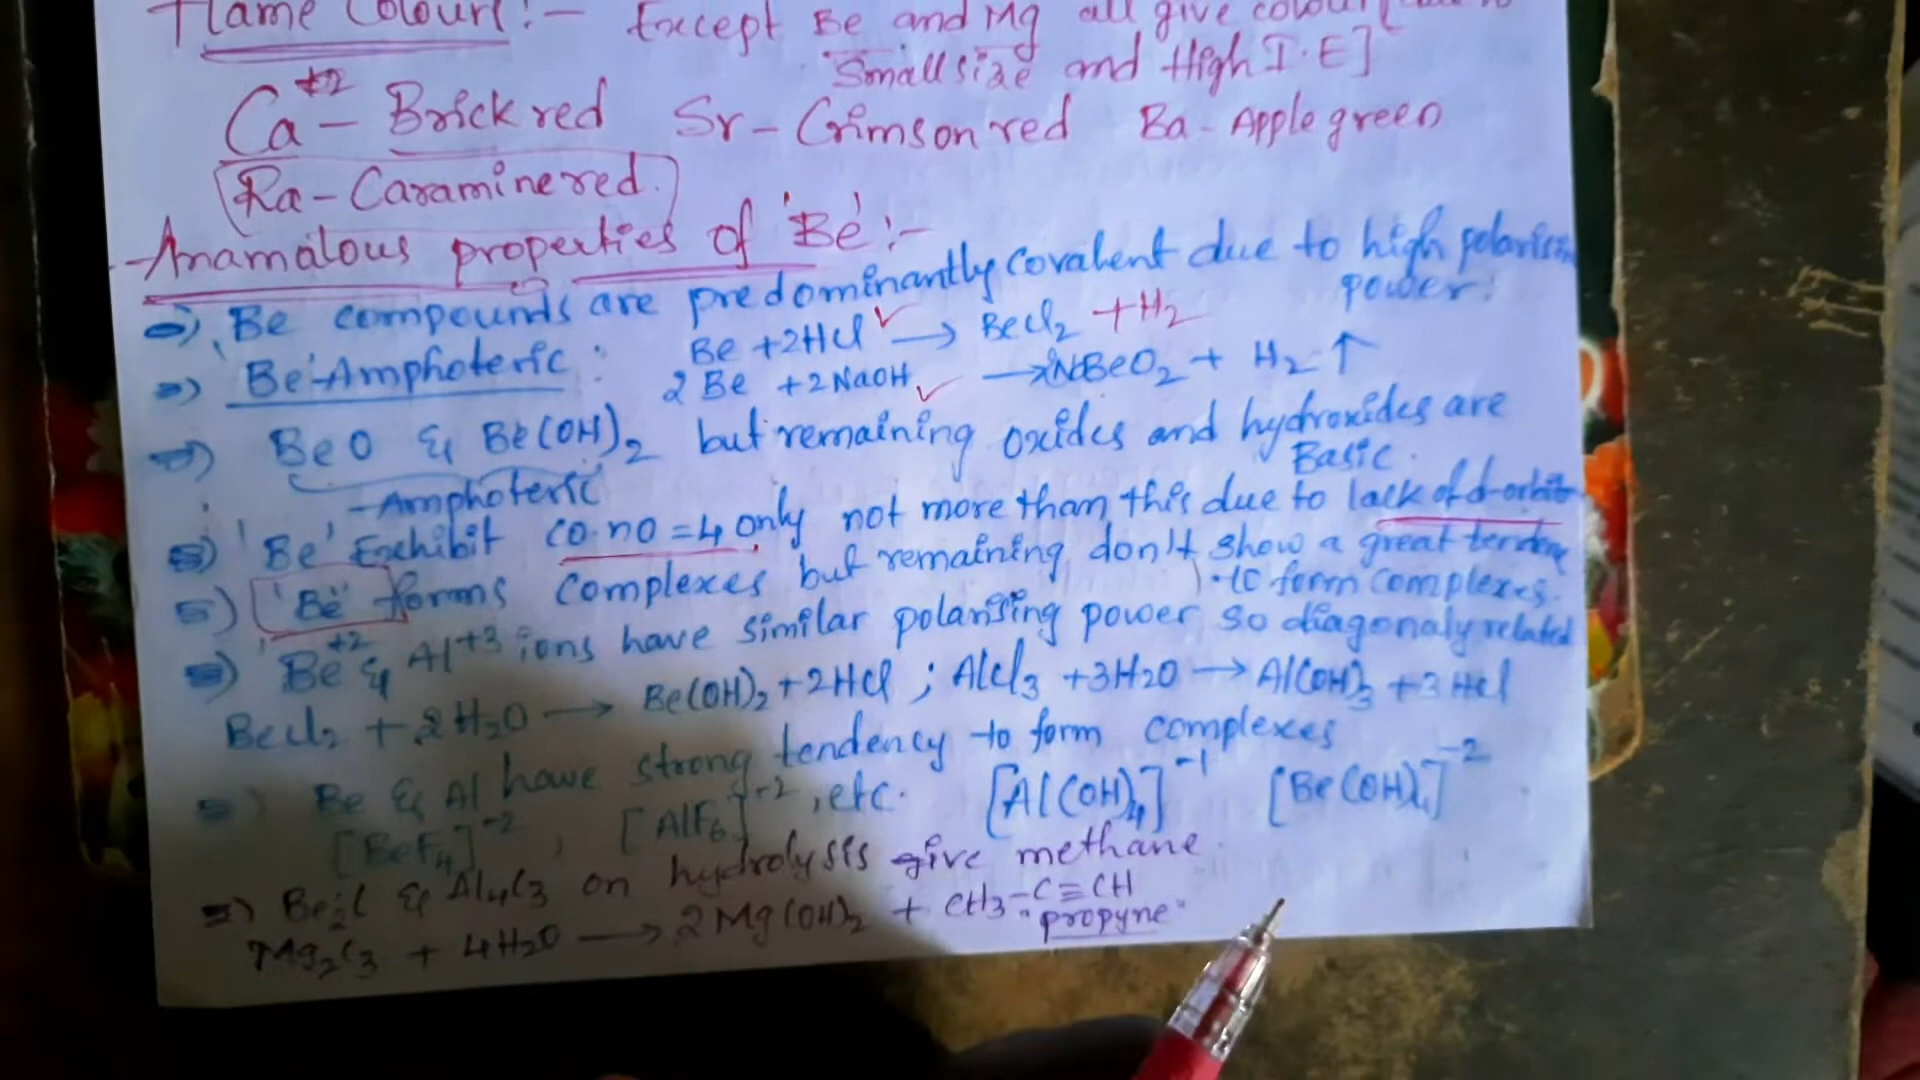 Flame Colours:- Except Be and Mg all give colour [due to
Small size and High I.E]
Ca+2 - Brick red Sr - Crimson red Ba - Apple green
Ra - Caramine red.
Anamalous properties of 'Be':-
⇒) Be compounds are predominantly covalent due to high polarising
power.
⇒) 'Be'-Amphoteric : Be + 2HCl ✓ → BeCl2 + H2
2Be + 2NaOH ✓ → 2NaBeO2 + H2 ↑
⇒) BeO & Be(OH)2 but remaining oxides and hydroxides are
Basic.
-Amphoteric
⇒) 'Be' Exhibit co.no = 4 only not more than this due to lack of d-orbital
⇒) 'Be' forms complexes but remaining don't show a great tendency
to form complexes.
⇒) Be+2 & Al+3 ions have similar polarising power so diagonaly related
BeCl2 + 2H2O → Be(OH)2 + 2HCl ; AlCl3 + 3H2O → Al(OH)3 + 3HCl
⇒) Be & Al have strong tendency to form complexes
[BeF4]-2 , [AlF6]-2 , etc. [Al(OH)4]-1 [Be(OH)4]-2
⇒) Be2C & Al4C3 on hydrolysis give methane.
Mg2C3 + 4H2O → 2Mg(OH)2 + CH3-C≡CH
"propyne"